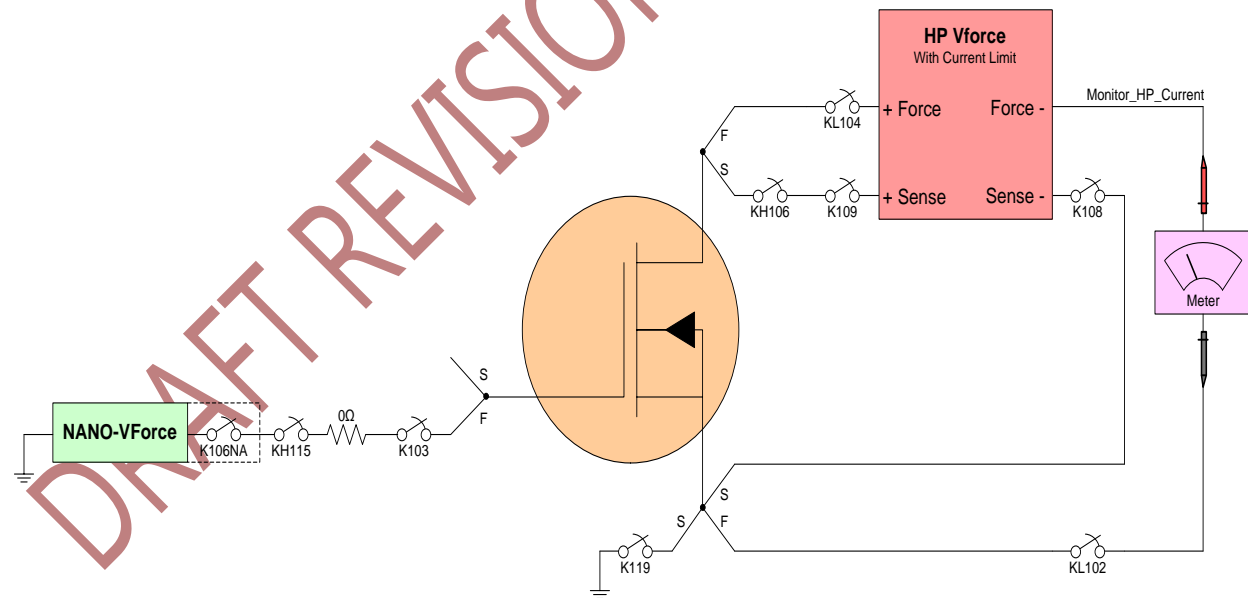 DRAFT REVISION
HP Vforce
With Current Limit
+ Force
Force -
+ Sense
Sense -
Monitor_HP_Current
KL104
KH106
K109
K108
F
S
Meter
S
F
NANO-VForce
K106NA
KH115
0Ω
K103
S
S
F
K119
KL102